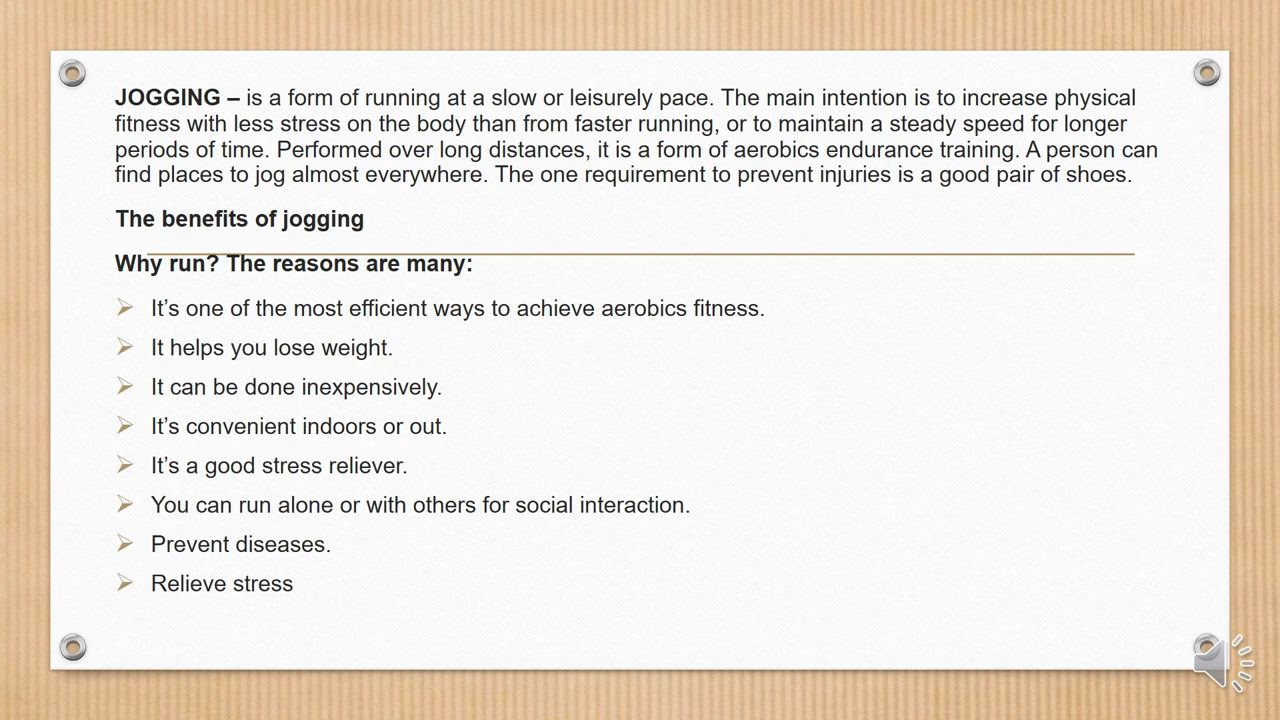 JOGGING – is a form of running at a slow or leisurely pace. The main intention is to increase physical
fitness with less stress on the body than from faster running, or to maintain a steady speed for longer
periods of time. Performed over long distances, it is a form of aerobics endurance training. A person can
find places to jog almost everywhere. The one requirement to prevent injuries is a good pair of shoes.
The benefits of jogging
Why run? The reasons are many:
It’s one of the most efficient ways to achieve aerobics fitness.
It helps you lose weight.
It can be done inexpensively.
It’s convenient indoors or out.
It’s a good stress reliever.
You can run alone or with others for social interaction.
Prevent diseases.
Relieve stress